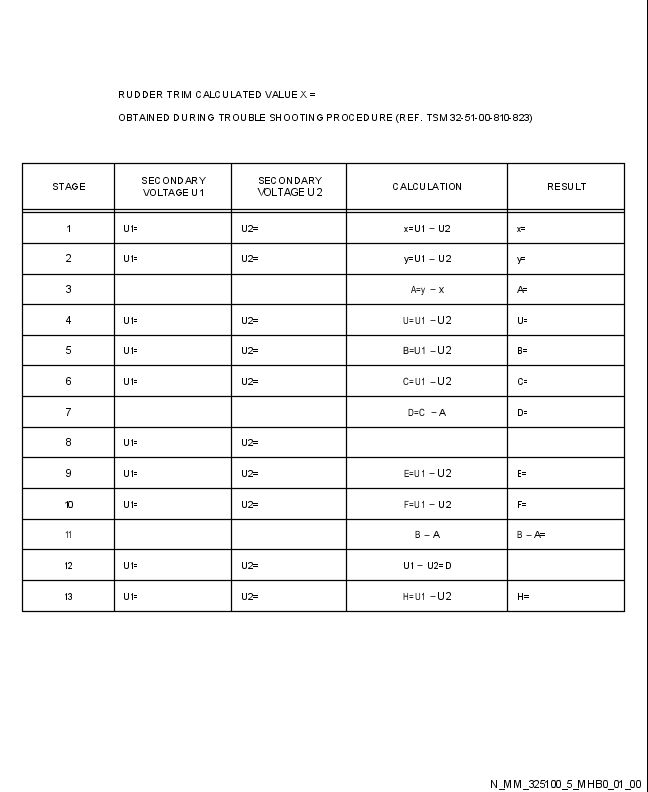 RUDDER TRIM CALCULATED VALUE X =
OBTAINED DURING TROUBLE SHOOTING PROCEDURE (REF. TSM 32-51-00-810-823)
STAGE SECONDARY VOLTAGE U1 SECONDARY VOLTAGE U2 CALCULATION RESULT
1 U1= U2= x=U1 – U2 x=
2 U1= U2= y=U1 – U2 y=
3 A=y – x A=
4 U1= U2= U=U1 – U2 U=
5 U1= U2= B=U1 – U2 B=
6 U1= U2= C=U1 – U2 C=
7 D=C – A D=
8 U1= U2=
9 U1= U2= E=U1 – U2 E=
10 U1= U2= F=U1 – U2 F=
11 B – A B – A=
12 U1= U2= U1 – U2=D
13 U1= U2= H=U1 – U2 H=
N_MM_325100_5_MHB0_01_00